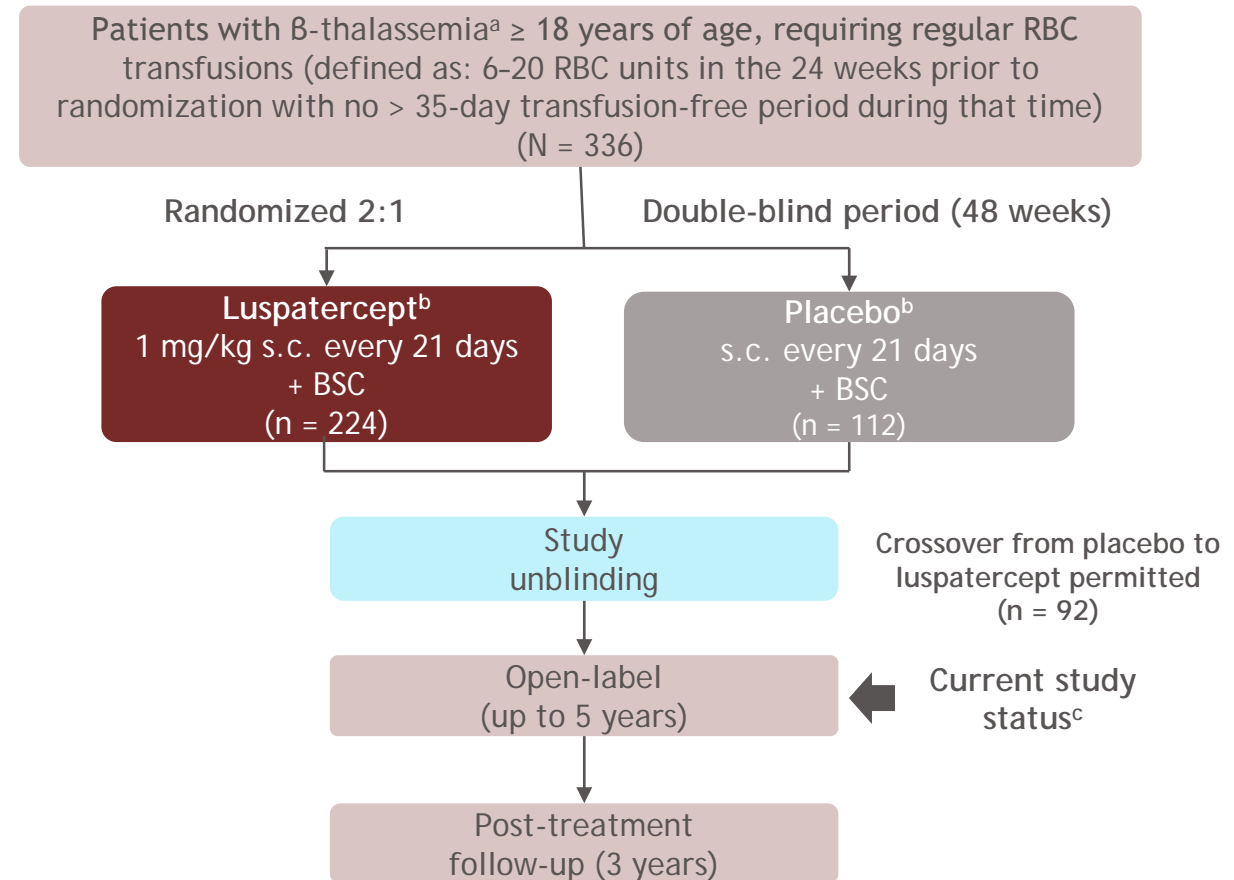 Patients with ß-thalassemiaᵃ ≥ 18 years of age, requiring regular RBC
transfusions (defined as: 6–20 RBC units in the 24 weeks prior to
randomization with no > 35-day transfusion-free period during that time)
(N = 336)
Randomized 2:1
Double-blind period (48 weeks)
Luspaterceptᵇ
1 mg/kg s.c. every 21 days
+ BSC
(n = 224)
Placeboᵇ
s.c. every 21 days
+ BSC
(n = 112)
Study
unblinding
Crossover from placebo to
luspatercept permitted
(n = 92)
Open-label
(up to 5 years)
Current study
statusᶜ
Post-treatment
follow-up (3 years)